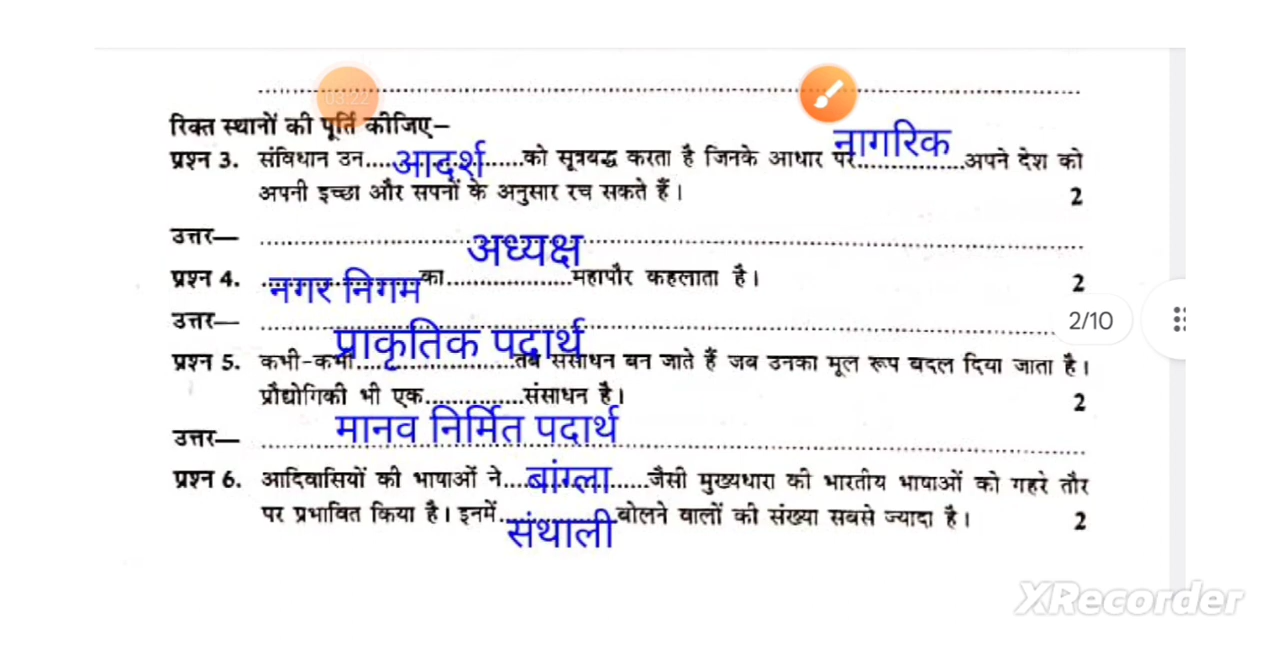 03:22
रिक्त स्थानों की पूर्ति कीजिए–
प्रश्न 3. संविधान उन....आदर्श....को सूत्रबद्ध करता है जिनके आधार पर....नागरिक....अपने देश को
अपनी इच्छा और सपनों के अनुसार रच सकते हैं। 2
उत्तर—
प्रश्न 4. नगर निगम का....अध्यक्ष....महापौर कहलाता है। 2
उत्तर—
2/10
प्रश्न 5. कभी-कभी....प्राकृतिक पदार्थ....तब संसाधन बन जाते हैं जब उनका मूल रूप बदल दिया जाता है।
प्रौद्योगिकी भी एक....मानव निर्मित पदार्थ....संसाधन है। 2
उत्तर—
प्रश्न 6. आदिवासियों की भाषाओं ने....बांग्ला....जैसी मुख्यधारा की भारतीय भाषाओं को गहरे तौर
पर प्रभावित किया है। इनमें....संथाली....बोलने वालों की संख्या सबसे ज्यादा है। 2
XRecorder